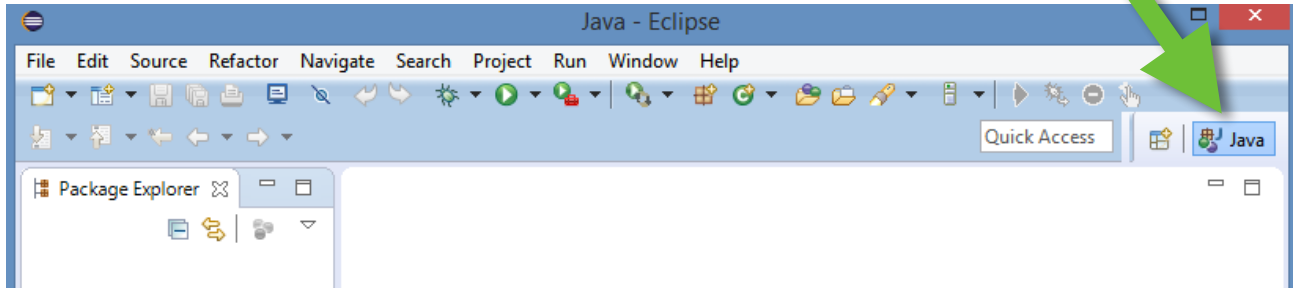 Java - Eclipse
File Edit Source Refactor Navigate Search Project Run Window Help
Quick Access
Java
Package Explorer